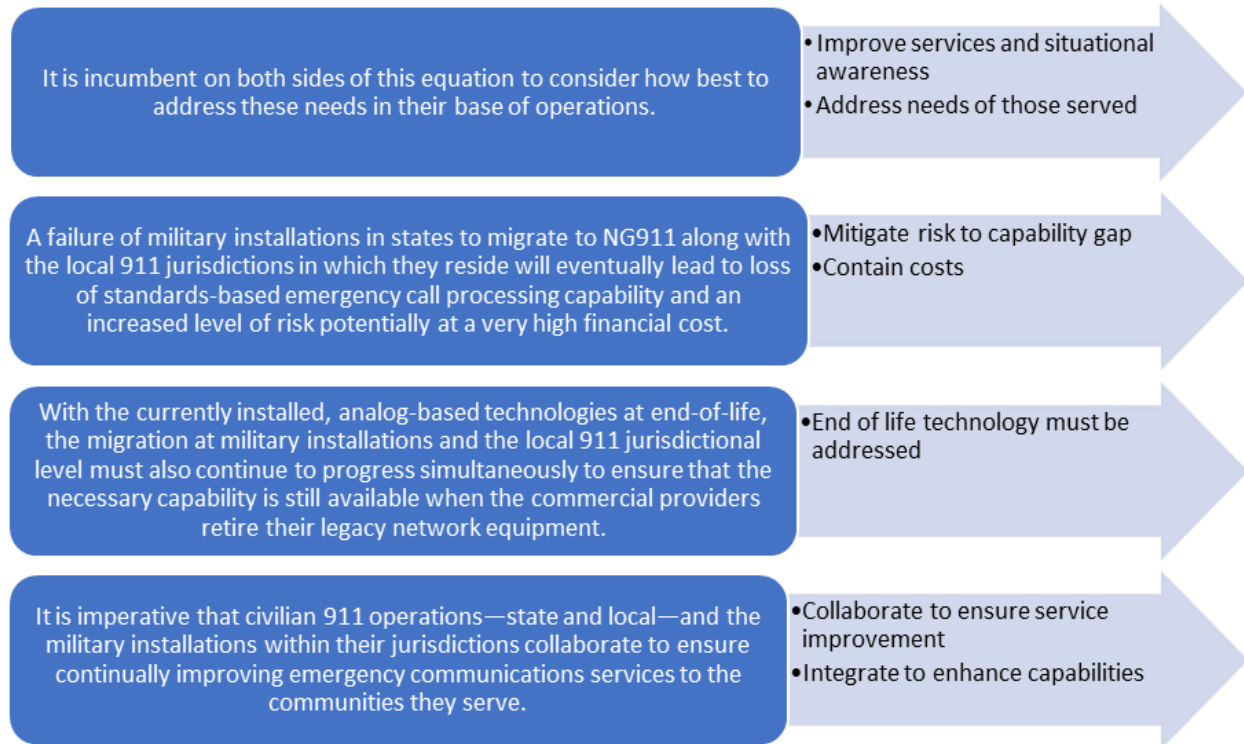 It is incumbent on both sides of this equation to consider how best to
address these needs in their base of operations.
•Improve services and situational
awareness
•Address needs of those served
A failure of military installations in states to migrate to NG911 along with
the local 911 jurisdictions in which they reside will eventually lead to loss
of standards-based emergency call processing capability and an
increased level of risk potentially at a very high financial cost.
•Mitigate risk to capability gap
•Contain costs
With the currently installed, analog-based technologies at end-of-life,
the migration at military installations and the local 911 jurisdictional
level must also continue to progress simultaneously to ensure that the
necessary capability is still available when the commercial providers
retire their legacy network equipment.
•End of life technology must be
addressed
It is imperative that civilian 911 operations—state and local—and the
military installations within their jurisdictions collaborate to ensure
continually improving emergency communications services to the
communities they serve.
•Collaborate to ensure service
improvement
•Integrate to enhance capabilities